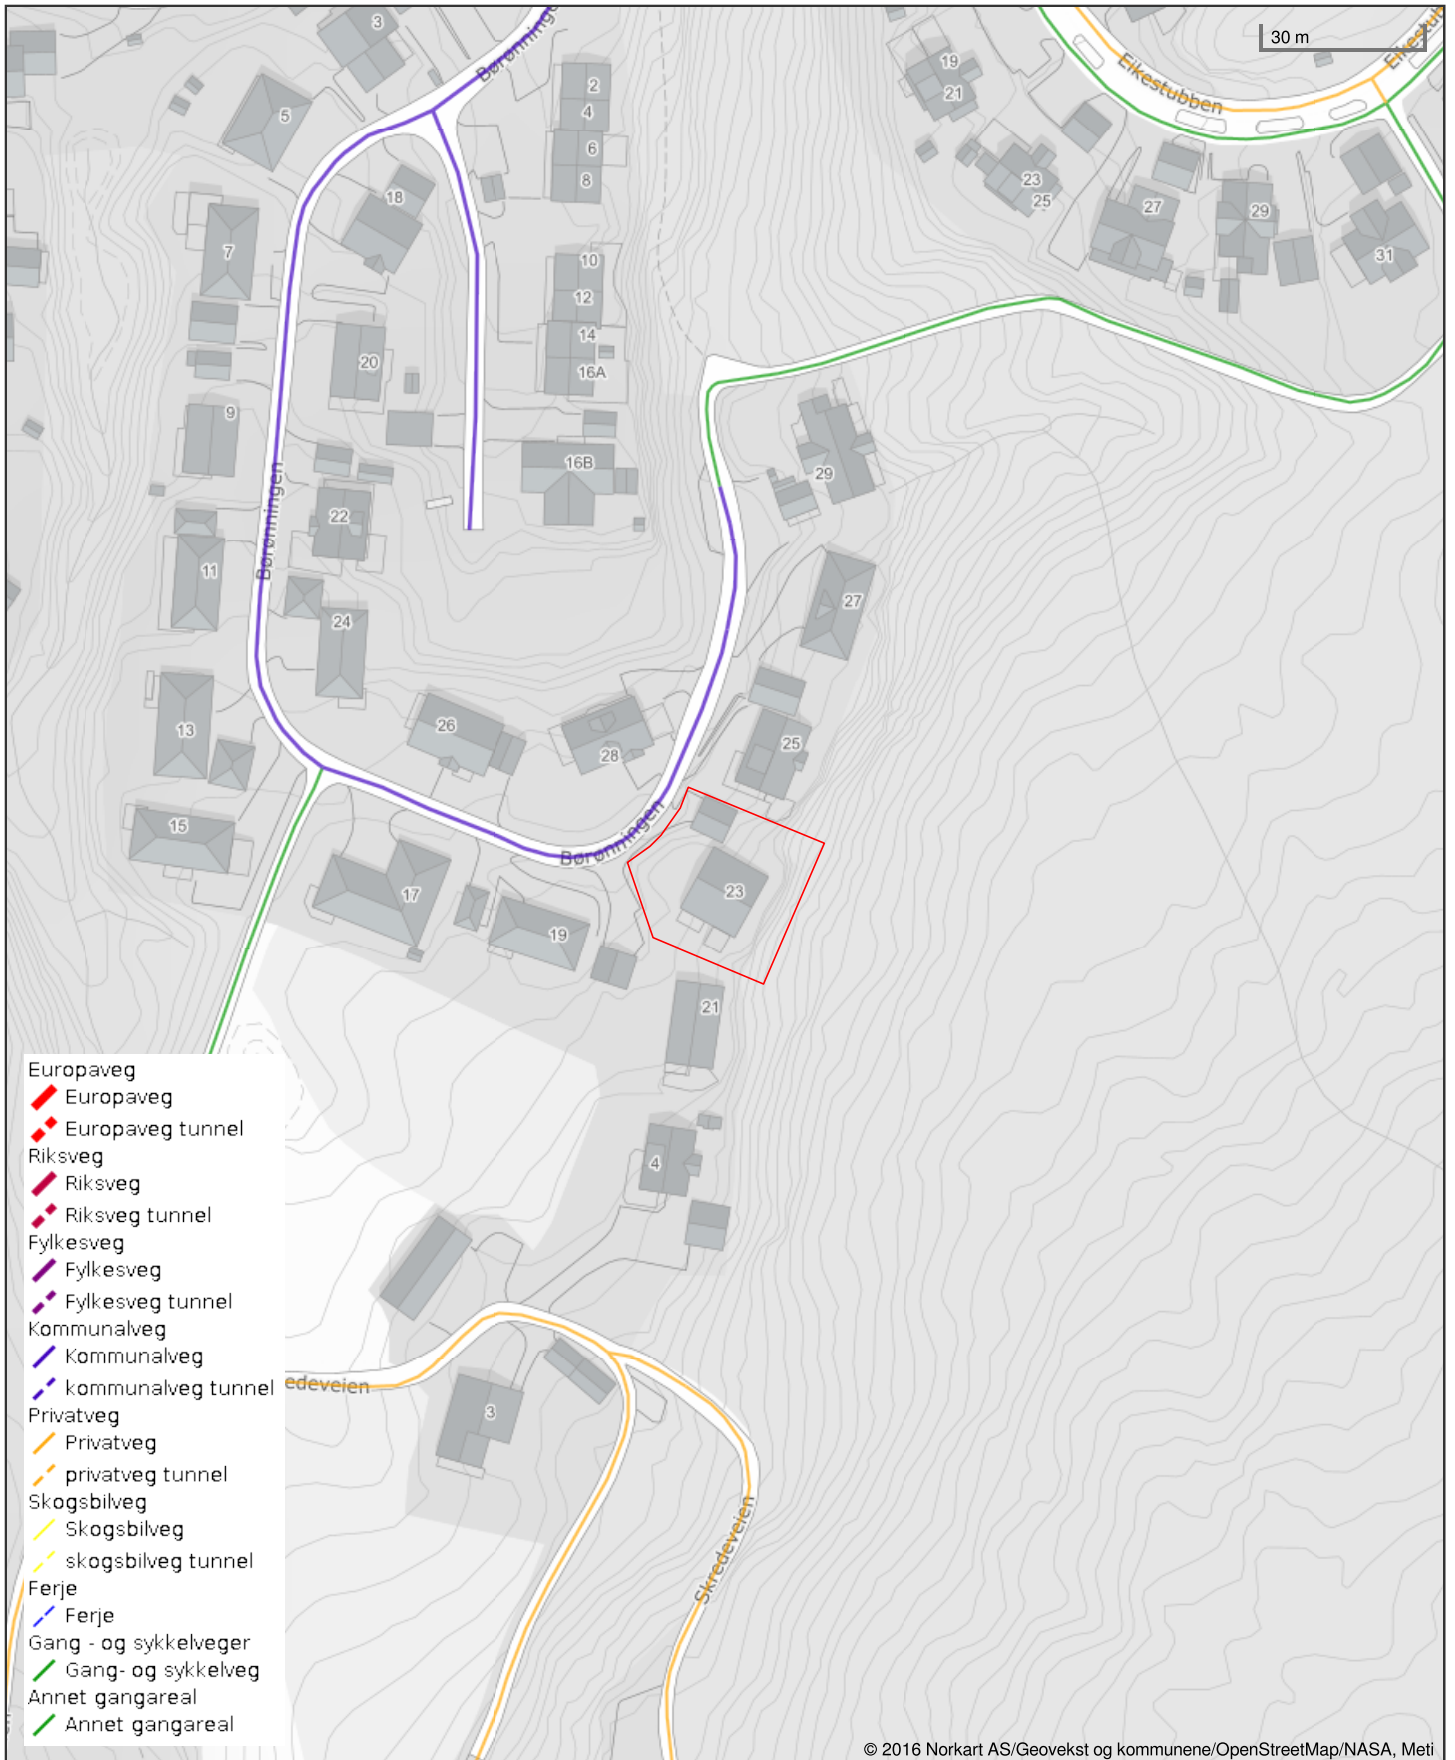 3
Børønninge
30 m
Eikestub
Eikestubben
19
21
2
4
5
6
8
23
25
18
27
29
31
7
10
12
14
20
16A
9
16B
29
Børønningen
22
11
27
24
13
26
28
25
15
Børønningen
17
23
19
21
4
edeveien
3
Skredeveien
Europaveg
Europaveg
Europaveg tunnel
Riksveg
Riksveg
Riksveg tunnel
Fylkesveg
Fylkesveg
Fylkesveg tunnel
Kommunalveg
Kommunalveg
kommunalveg tunnel
Privatveg
Privatveg
privatveg tunnel
Skogsbilveg
Skogsbilveg
skogsbilveg tunnel
Ferje
Ferje
Gang - og sykkelveger
Gang- og sykkelveg
Annet gangareal
Annet gangareal
© 2016 Norkart AS/Geovekst og kommunene/OpenStreetMap/NASA, Meti